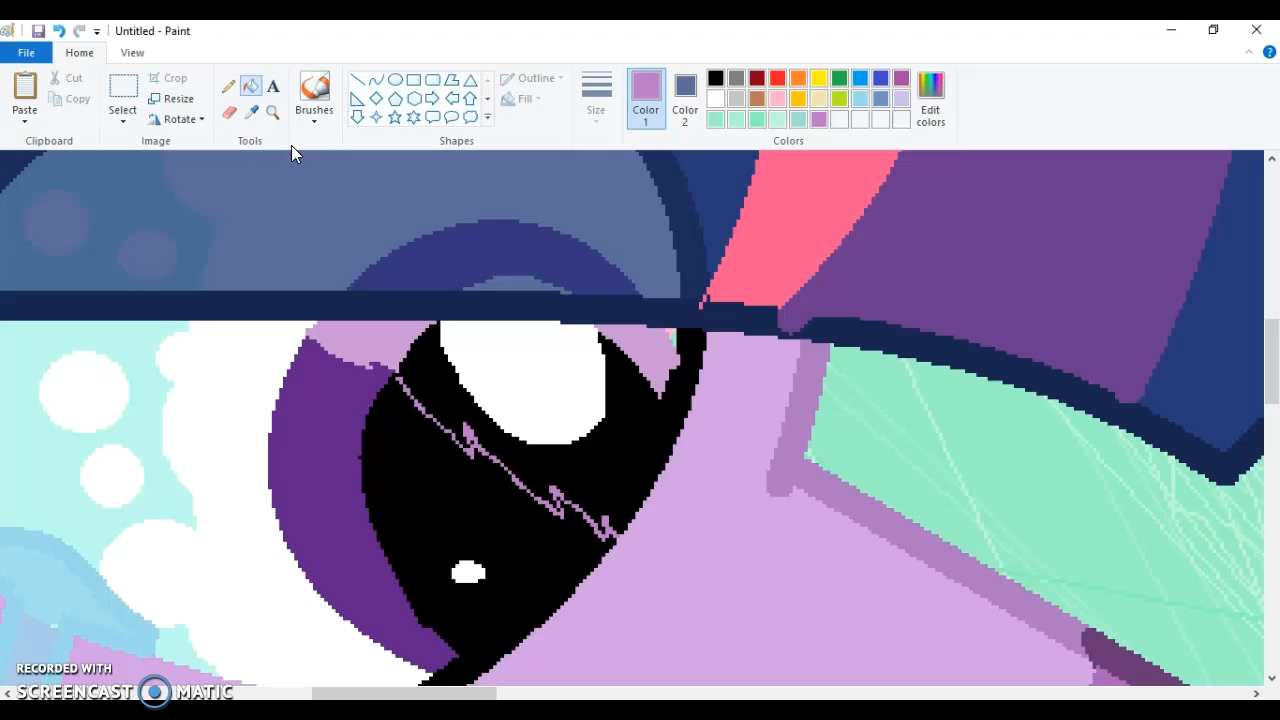 Untitled - Paint
File Home View
Paste
Cut
Copy
Clipboard
Select
Crop
Resize
Rotate
Image
Tools
Brushes
Shapes
Outline
Fill
Size
Color 1
Color 2
Edit colors
Colors
RECORDED WITH
SCREENCAST MATIC